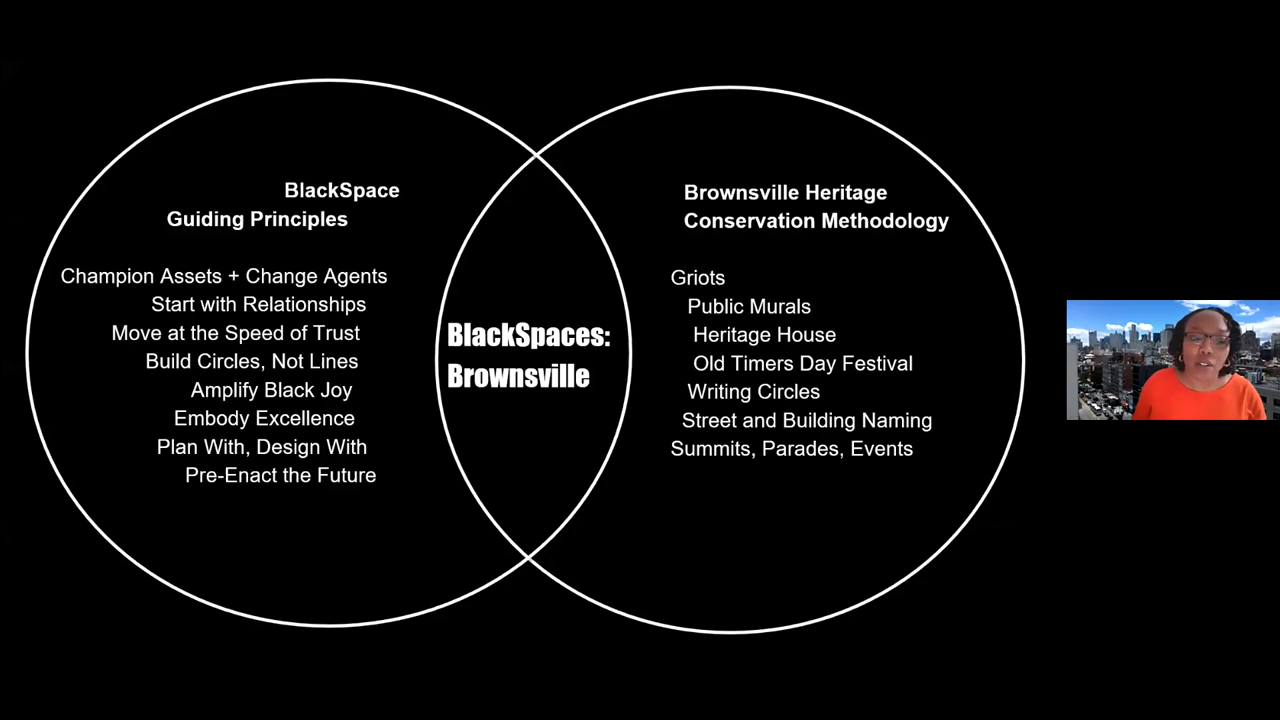 BlackSpace
Guiding Principles
Champion Assets + Change Agents
Start with Relationships
Move at the Speed of Trust
Build Circles, Not Lines
Amplify Black Joy
Embody Excellence
Plan With, Design With
Pre-Enact the Future
BlackSpaces:
Brownsville
Brownsville Heritage
Conservation Methodology
Griots
Public Murals
Heritage House
Old Timers Day Festival
Writing Circles
Street and Building Naming
Summits, Parades, Events